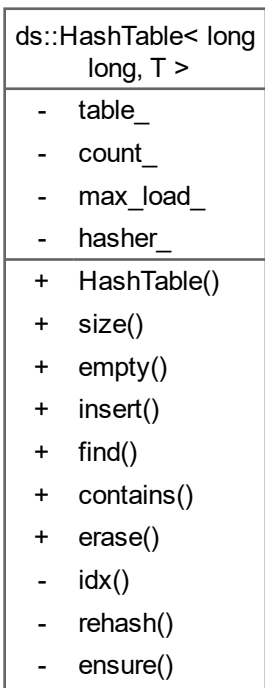 ds::HashTable< long
long, T >
- table_
- count_
- max_load_
- hasher_
+ HashTable()
+ size()
+ empty()
+ insert()
+ find()
+ contains()
+ erase()
- idx()
- rehash()
- ensure()